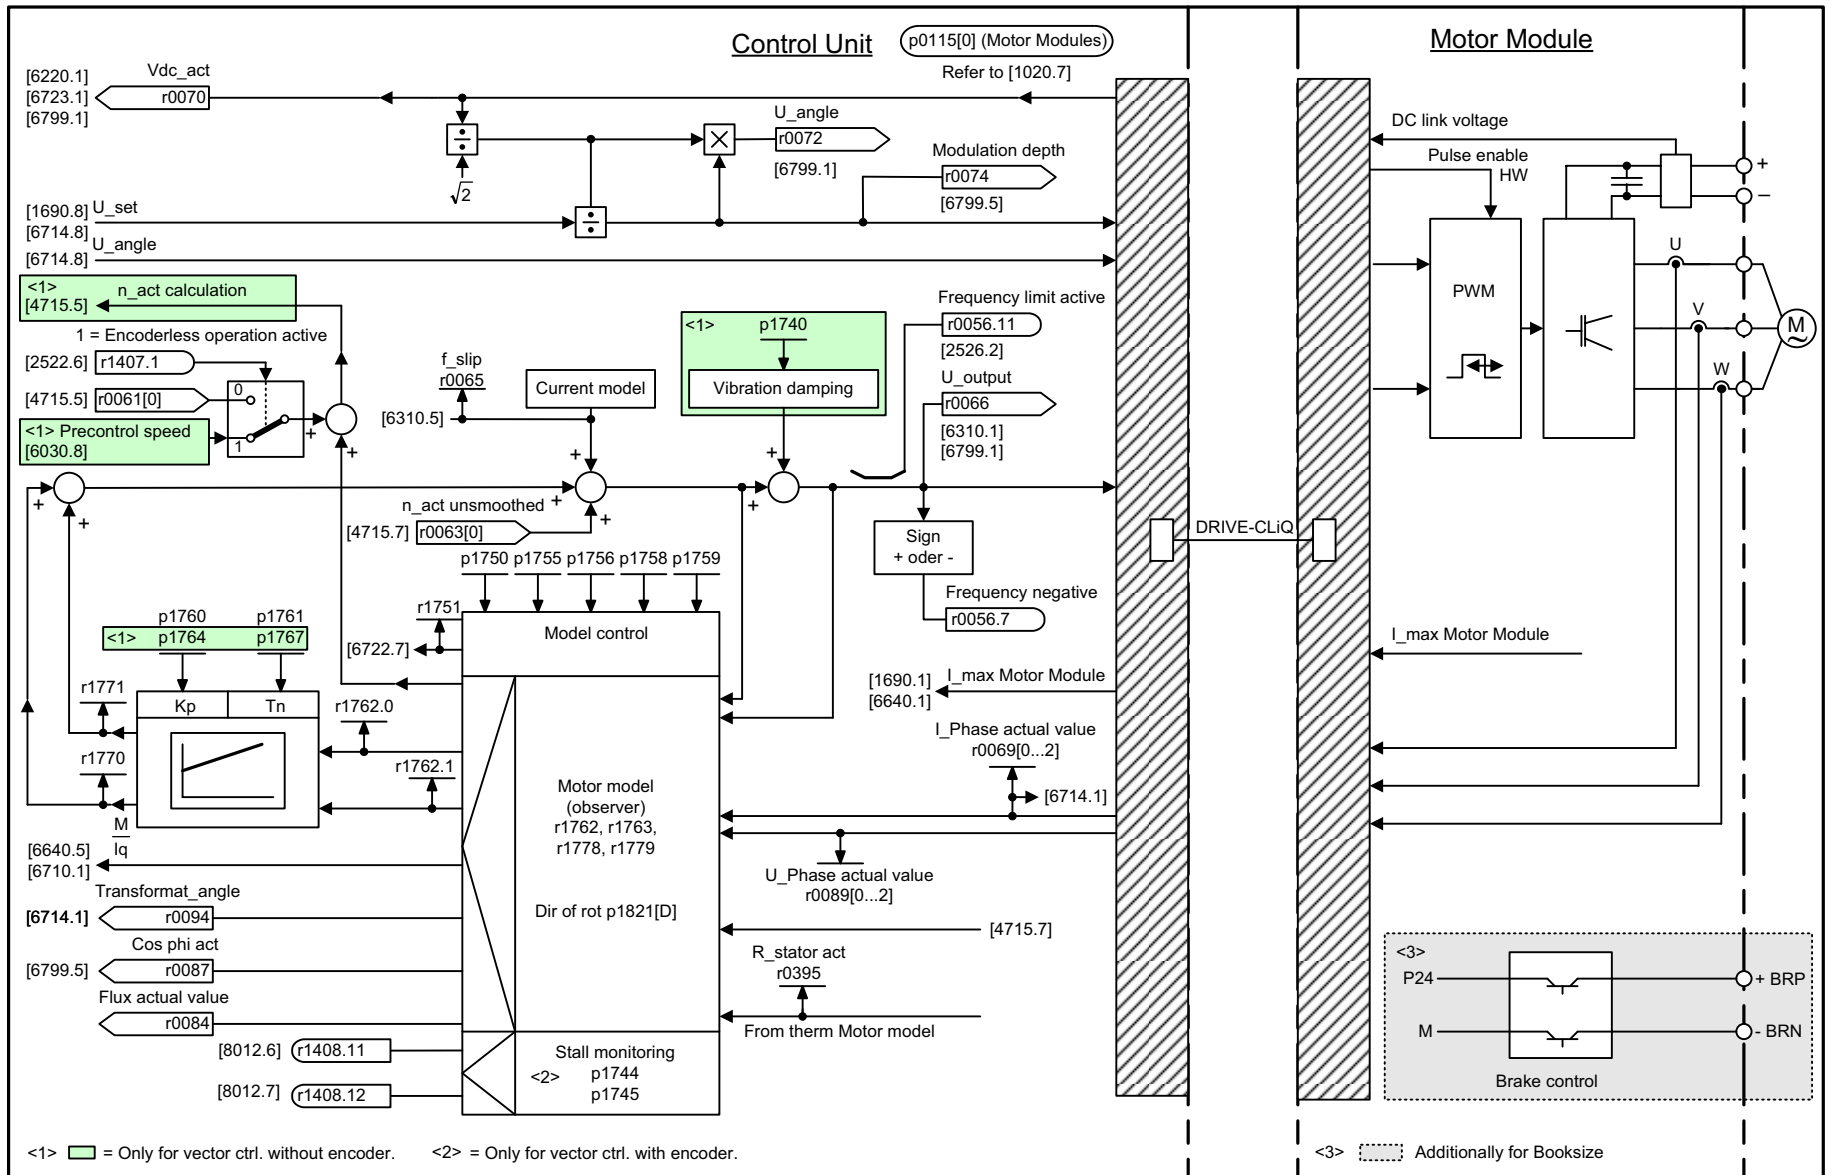 Control Unit
p0115[0] (Motor Modules)
Motor Module
Refer to [1020.7]
[6220.1]
[6723.1]
[6799.1]
Vdc_act
r0070
÷
√2
×
U_angle
r0072
[6799.1]
Modulation depth
r0074
[6799.5]
DC link voltage
Pulse enable
HW
+
–
[1690.8]
[6714.8]
U_set
÷
[6714.8]
U_angle
<1>
[4715.5]
n_act calculation
1 = Encoderless operation active
[2522.6]
r1407.1
[4715.5]
r0061[0]
0
1
<1> Precontrol speed
[6030.8]
+
+
f_slip
r0065
[6310.5]
Current model
<1>
p1740
Vibration damping
Frequency limit active
r0056.11
[2526.2]
U_output
r0066
[6310.1]
[6799.1]
PWM
U
V
W
M
~
+
+
+
+
+
+
+
n_act unsmoothed
[4715.7]
r0063[0]
Sign
+ oder -
Frequency negative
r0056.7
DRIVE-CLiQ
p1750
p1755
p1756
p1758
p1759
r1751
[6722.7]
Model control
p1760
p1761
<1>
p1764
p1767
Kp
Tn
r1771
r1770
r1762.0
r1762.1
Motor model
(observer)
r1762, r1763,
r1778, r1779
Dir of rot p1821[D]
[1690.1]
[6640.1]
I_max Motor Module
I_max Motor Module
I_Phase actual value
r0069[0...2]
[6714.1]
U_Phase actual value
r0089[0...2]
[4715.7]
R_stator act
r0395
From therm Motor model
M
Iq
[6640.5]
[6710.1]
Transformat_angle
[6714.1]
r0094
Cos phi act
[6799.5]
r0087
Flux actual value
r0084
[8012.6]
r1408.11
[8012.7]
r1408.12
Stall monitoring
<2>
p1744
p1745
<3>
P24
+ BRP
M
- BRN
Brake control
<1>
= Only for vector ctrl. without encoder.
<2> = Only for vector ctrl. with encoder.
<3>
Additionally for Booksize